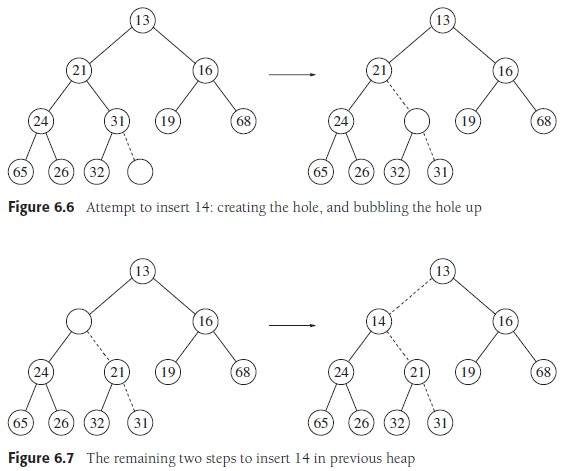 13 13
21 16 21 16
24 31 19 68 24 19 68
65 26 32 65 26 32 31
Figure 6.6 Attempt to insert 14: creating the hole, and bubbling the hole up
13 13
16 14 16
24 21 19 68 24 21 19 68
65 26 32 31 65 26 32 31
Figure 6.7 The remaining two steps to insert 14 in previous heap